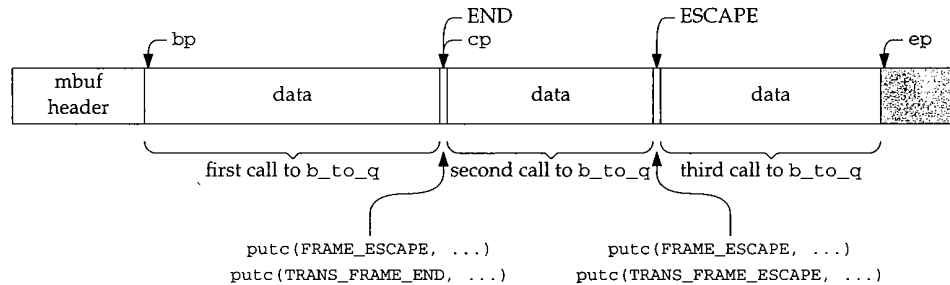 END
ESCAPE
bp
cp
ep
mbuf
header
data
data
data
first call to b_to_q
second call to b_to_q
third call to b_to_q
putc(FRAME_ESCAPE, ...)
putc(TRANS_FRAME_END, ...)
putc(FRAME_ESCAPE, ...)
putc(TRANS_FRAME_ESCAPE, ...)